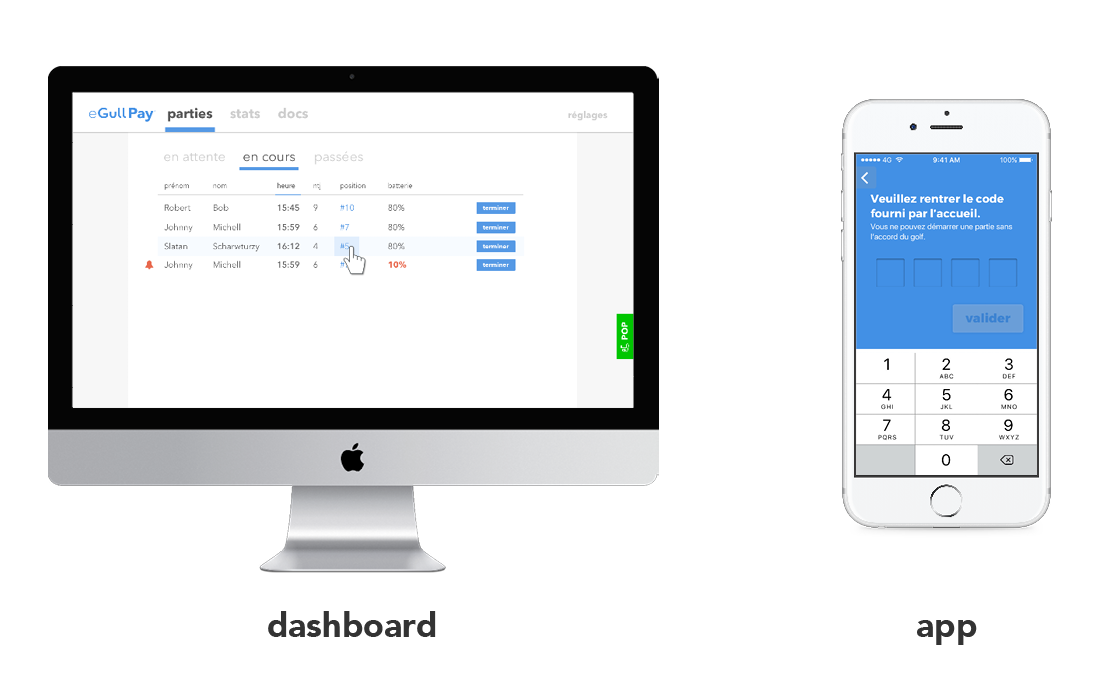 eGull Pay parties stats docs réglages
en attente en cours passées
prénom nom heure nj. position batterie
Robert Bob 15:45 9 #10 80% terminer
Johnny Michell 15:59 6 #7 80% terminer
Slatan Scharwturzy 16:12 4 #5 80% terminer
Johnny Michell 15:59 6 # 10% terminer
POP
4G 9:41 AM 100%
Veuillez rentrer le code
fourni par l'accueil.
Vous ne pouvez démarrer une partie sans
l'accord du golf.
valider
1 2 3
ABC DEF
4 5 6
GHI JKL MNO
7 8 9
PQRS TUV WXYZ
0
dashboard
app